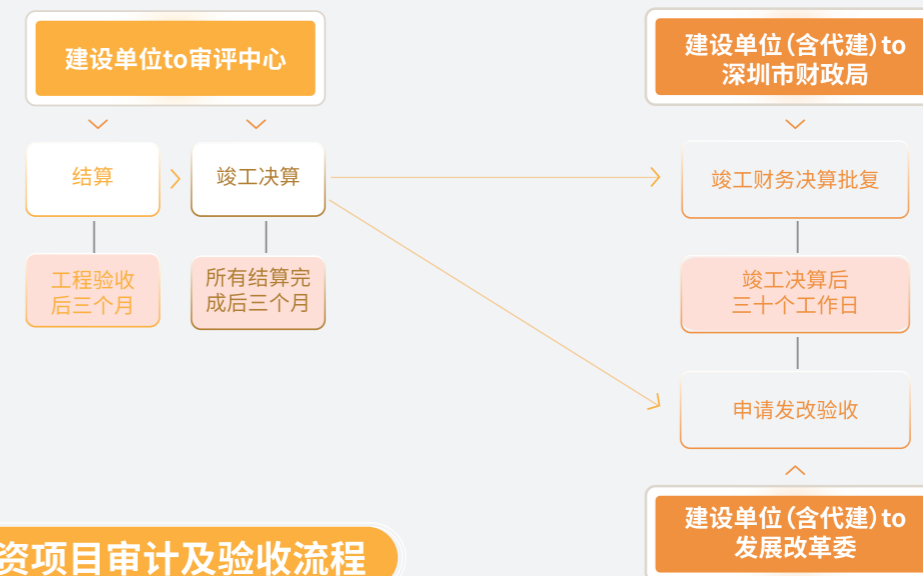 建设单位to审评中心
结算
竣工决算
工程验收
后三个月
所有结算完
成后三个月
建设单位(含代建)to
深圳市财政局
竣工财务决算批复
竣工决算后
三十个工作日
申请发改验收
建设单位(含代建)to
发展改革委
资项目审计及验收流程